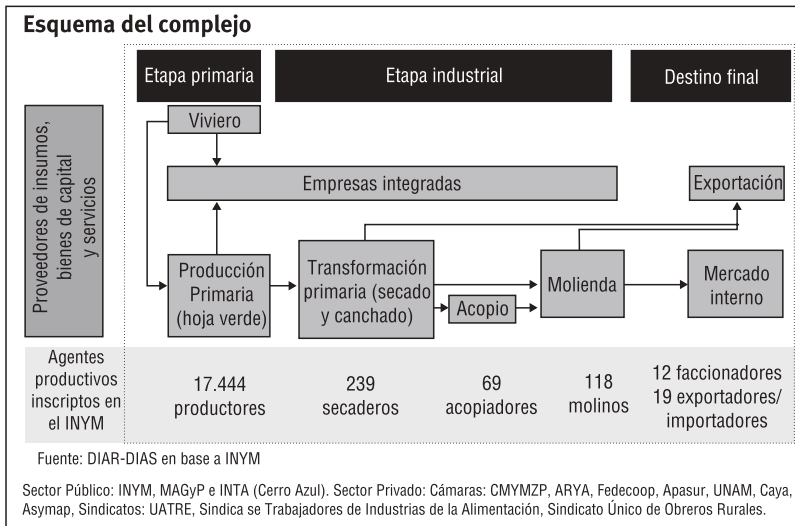 Esquema del complejo
Etapa primaria
Etapa industrial
Destino final
Proveedores de insumos,
bienes de capital
y servicios
Viviero
Empresas integradas
Exportación
Producción
Primaria
(hoja verde)
Transformación
primaria (secado
y canchado)
Acopio
Molienda
Mercado
interno
Agentes
productivos
inscriptos en
el INYM
17.444
productores
239
secaderos
69
acopiadores
118
molinos
12 faccionadores
19 exportadores/
importadores
Fuente: DIAR-DIAS en base a INYM
Sector Público: INYM, MAGyP e INTA (Cerro Azul). Sector Privado: Cámaras: CMYMZP, ARYA, Fedecoop, Apasur, UNAM, Caya,
Asymap, Sindicatos: UATRE, Sindica se Trabajadores de Industrias de la Alimentación, Sindicato Único de Obreros Rurales.